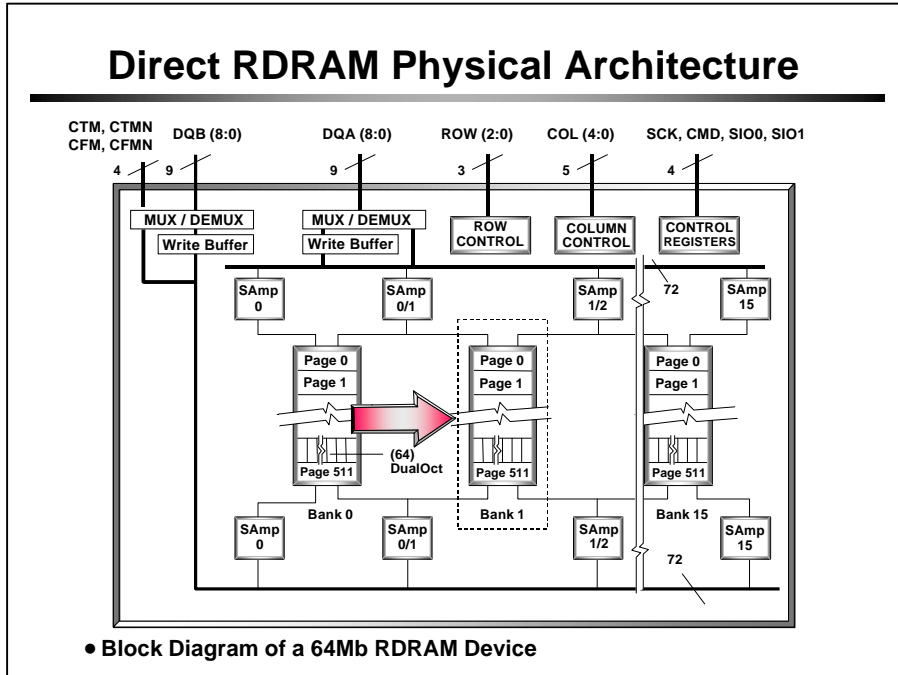 Direct RDRAM Physical Architecture
CTM, CTMN
CFM, CFMN
DQB (8:0)
DQA (8:0)
ROW (2:0)
COL (4:0)
SCK, CMD, SIO0, SIO1
4
9
9
3
5
4
MUX / DEMUX
Write Buffer
MUX / DEMUX
Write Buffer
ROW
CONTROL
COLUMN
CONTROL
CONTROL
REGISTERS
72
SAmp
0
SAmp
0/1
SAmp
1/2
SAmp
15
Page 0
Page 1
Page 0
Page 1
Page 0
Page 1
(64)
DualOct
Page 511
Page 511
Page 511
Bank 0
Bank 1
Bank 15
SAmp
0
SAmp
0/1
SAmp
1/2
SAmp
15
72
• Block Diagram of a 64Mb RDRAM Device